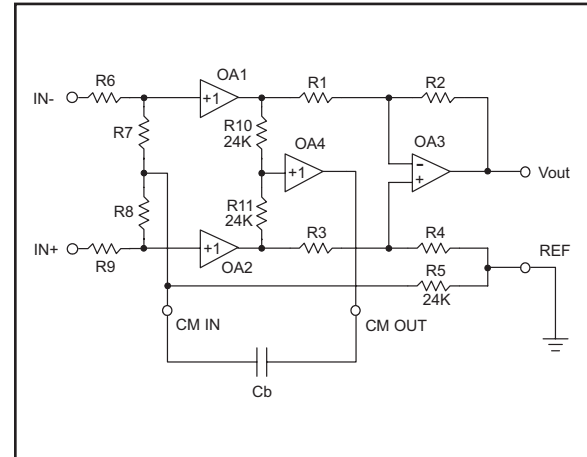 R6
OA1
R1
R2
IN-
+1
R7
R10
24K
OA4
OA3
-
+
+1
Vout
R8
R11
24K
R3
R4
REF
IN+
+1
R9
OA2
R5
24K
CM IN
CM OUT
Cb